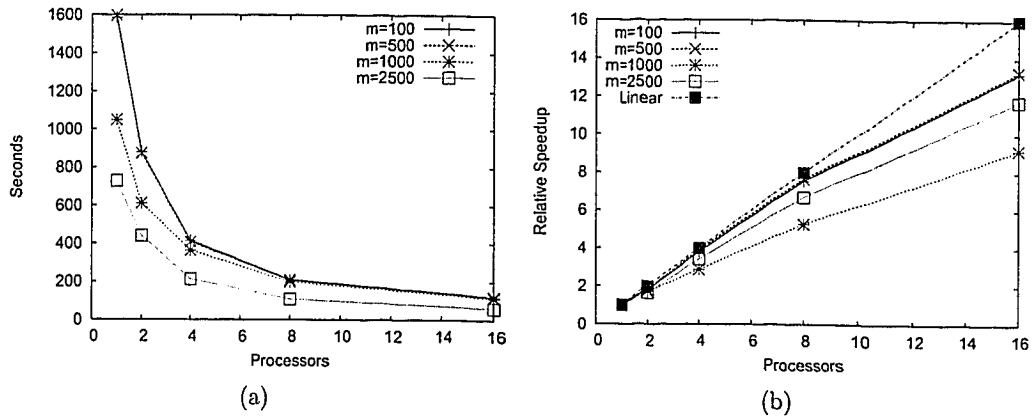 1600
1400
1200
1000
800
600
400
200
0
Seconds
m=100
m=500
m=1000
m=2500
0 2 4 6 8 10 12 14 16
Processors
(a)
16
14
12
10
8
6
4
2
0
Relative Speedup
m=100
m=500
m=1000
m=2500
Linear
0 2 4 6 8 10 12 14 16
Processors
(b)